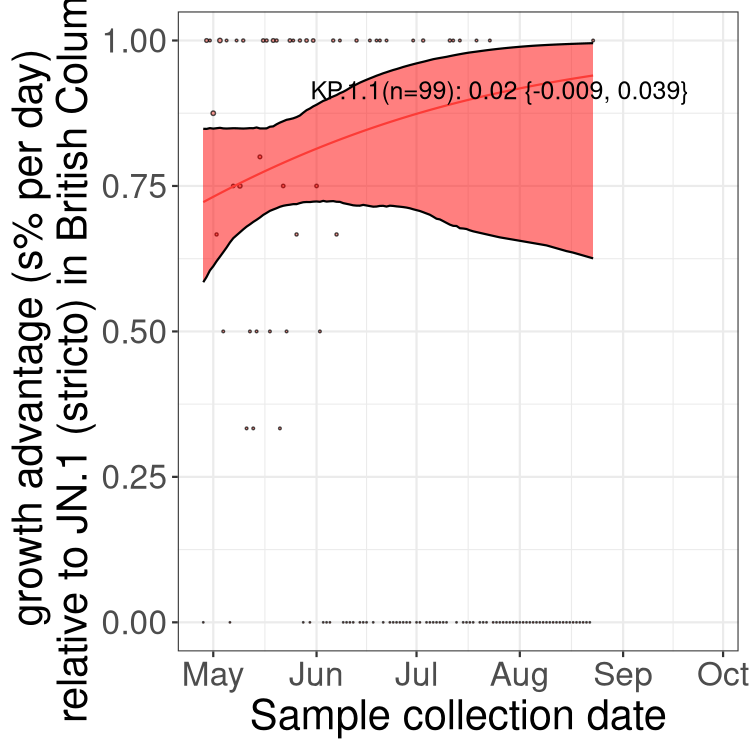 growth advantage (s% per day)
relative to JN.1 (stricto) in British Colum
1.00
0.75
0.50
0.25
0.00
KP.1.1(n=99): 0.02 {-0.009, 0.039}
May Jun Jul Aug Sep Oct
Sample collection date